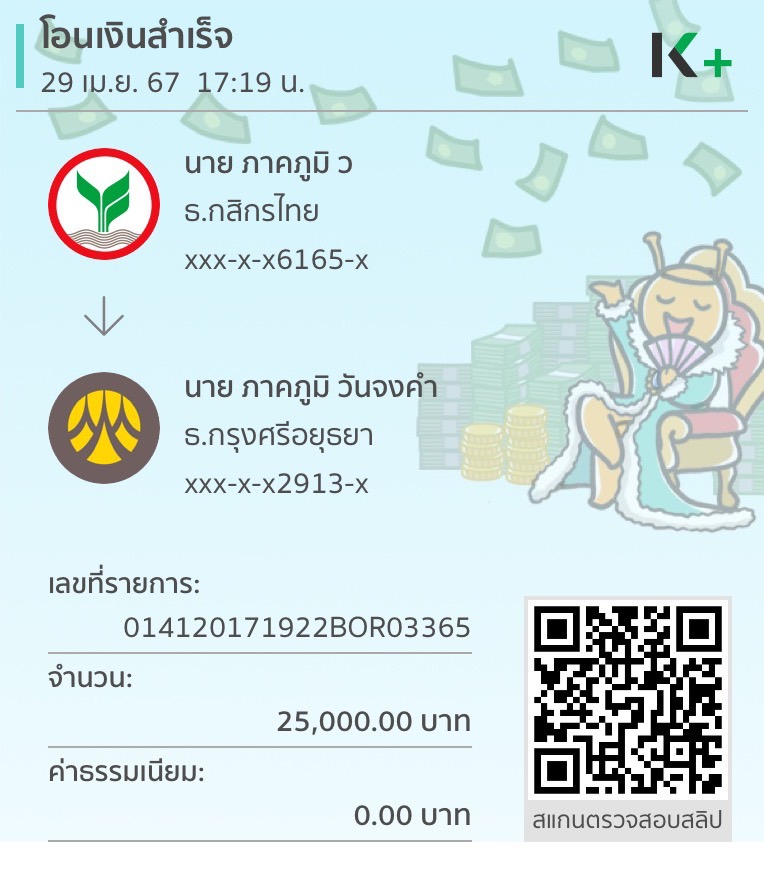 โอนเงินสำเร็จ
29 เม.ย. 67 17:19 น.
K+
นาย ภาคภูมิ ว
ธ.กสิกรไทย
xxx-x-x6165-x
นาย ภาคภูมิ วันจงคำ
ธ.กรุงศรีอยุธยา
xxx-x-x2913-x
เลขที่รายการ:
014120171922BOR03365
จำนวน:
25,000.00 บาท
ค่าธรรมเนียม:
0.00 บาท
สแกนตรวจสอบสลิป